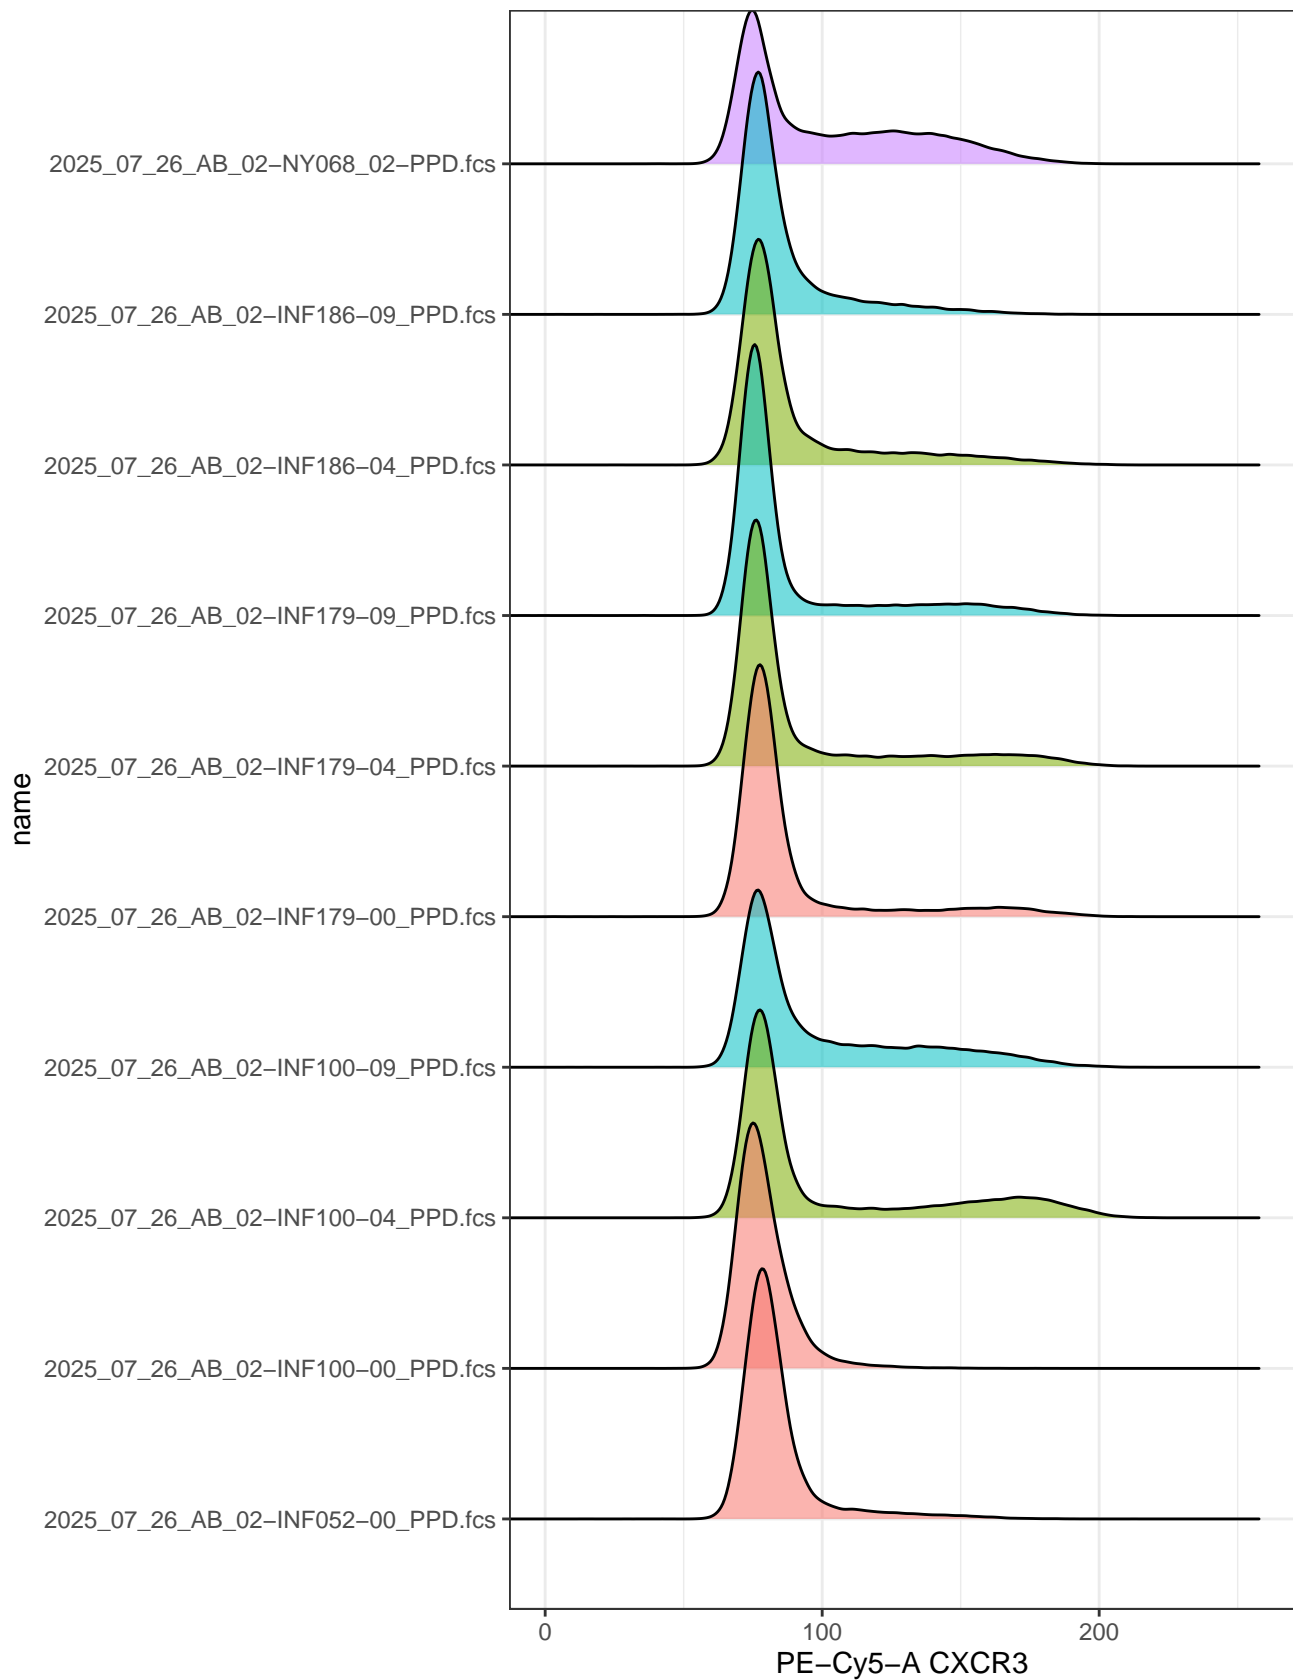 name
2025_07_26_AB_02−NY068_02−PPD.fcs
2025_07_26_AB_02−INF186−09_PPD.fcs
2025_07_26_AB_02−INF186−04_PPD.fcs
2025_07_26_AB_02−INF179−09_PPD.fcs
2025_07_26_AB_02−INF179−04_PPD.fcs
2025_07_26_AB_02−INF179−00_PPD.fcs
2025_07_26_AB_02−INF100−09_PPD.fcs
2025_07_26_AB_02−INF100−04_PPD.fcs
2025_07_26_AB_02−INF100−00_PPD.fcs
2025_07_26_AB_02−INF052−00_PPD.fcs
0 100 200
PE−Cy5−A CXCR3